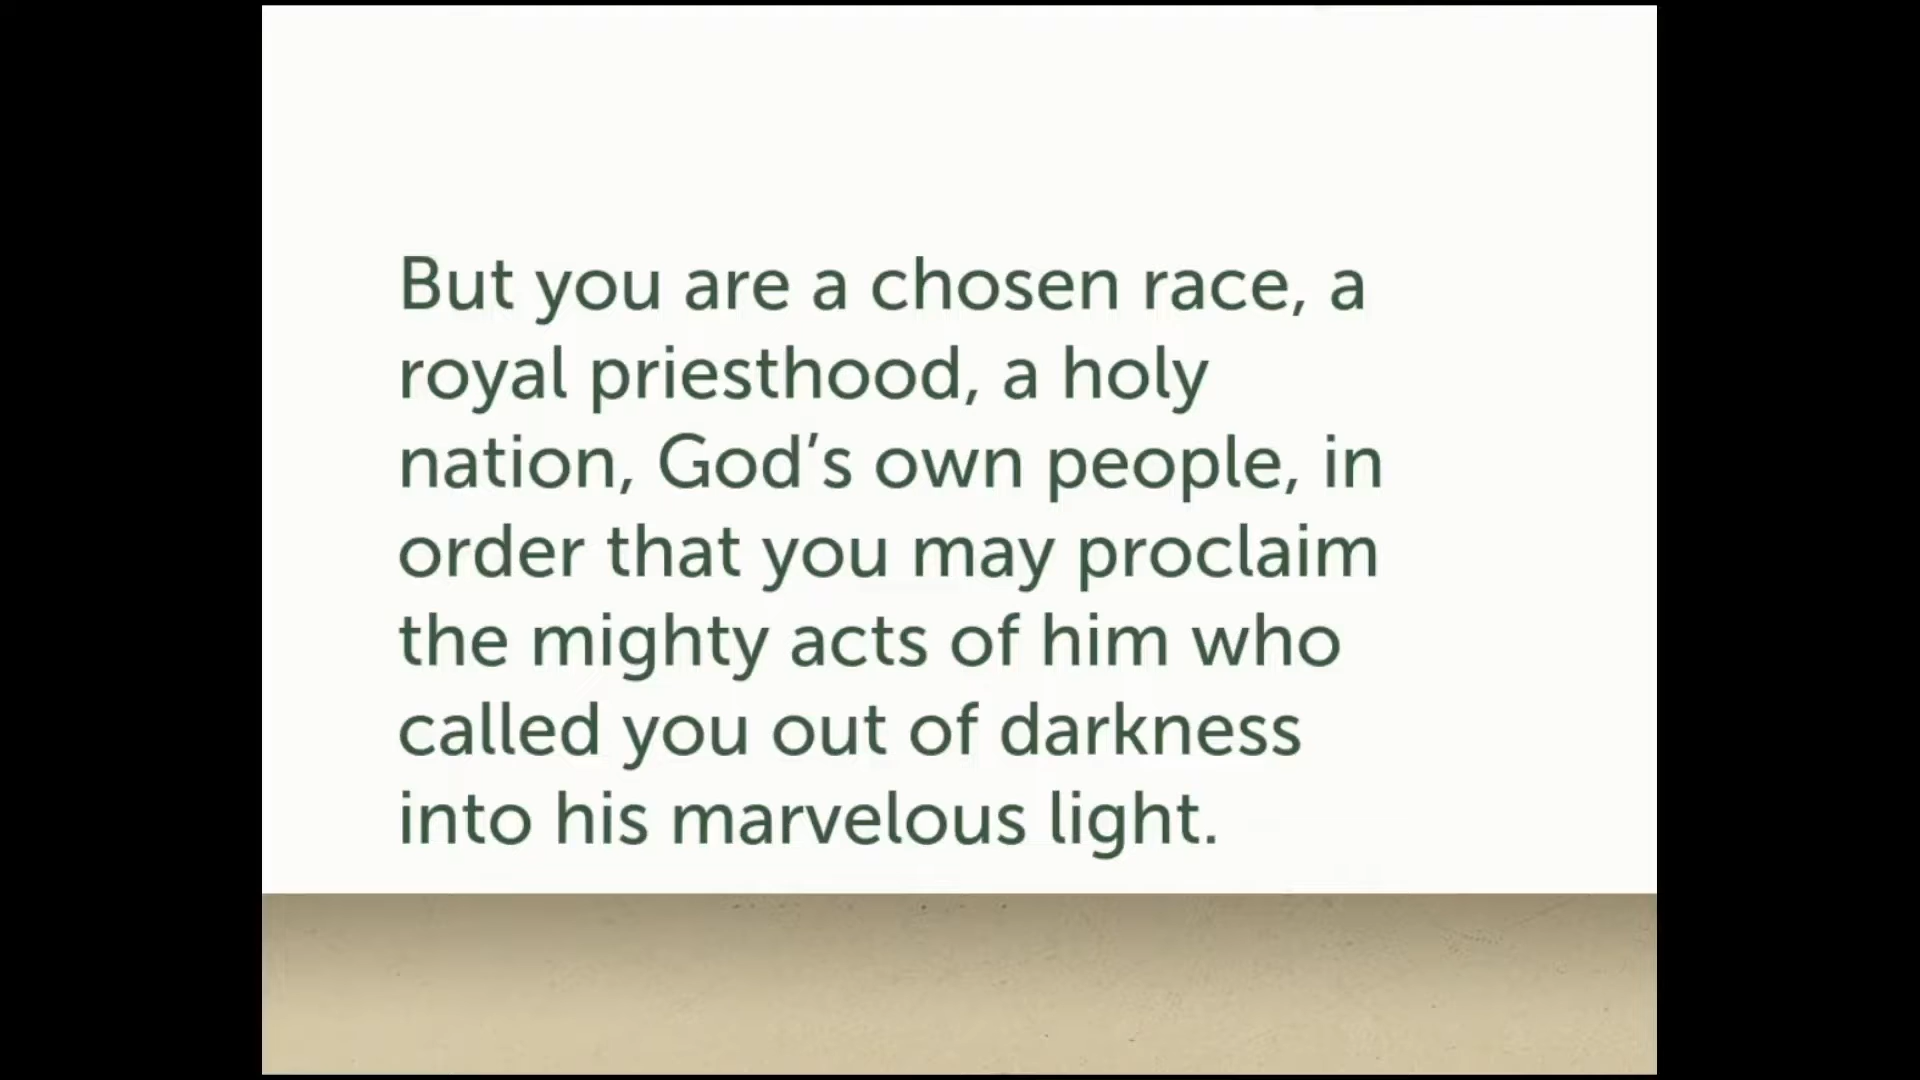 But you are a chosen race, a
royal priesthood, a holy
nation, God’s own people, in
order that you may proclaim
the mighty acts of him who
called you out of darkness
into his marvelous light.